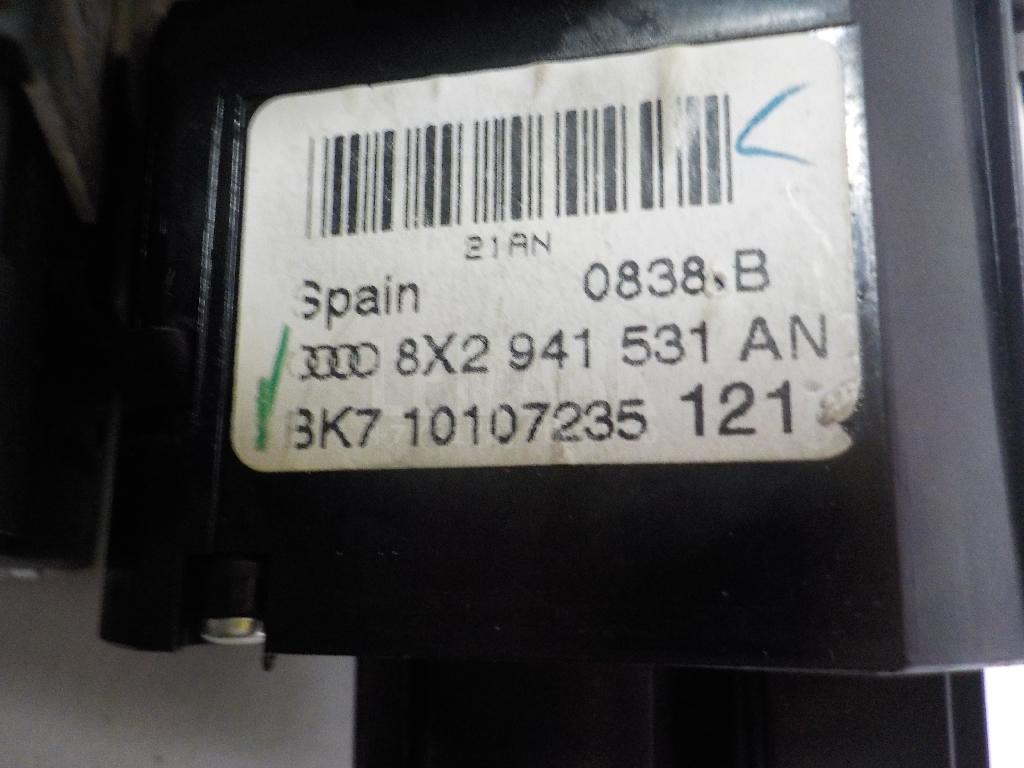 21AN
Spain 0838.B
8X2 941 531 AN
3K7 10107235 121